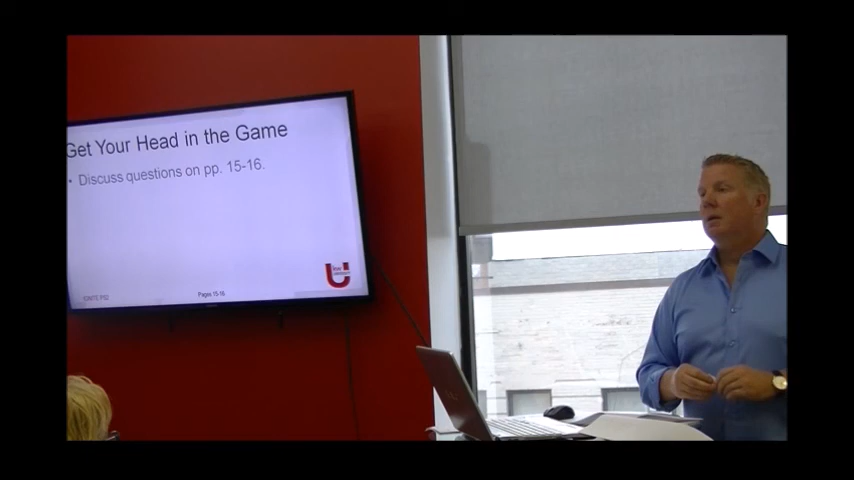 Get Your Head in the Game
• Discuss questions on pp. 15-16.
Pages 15-16